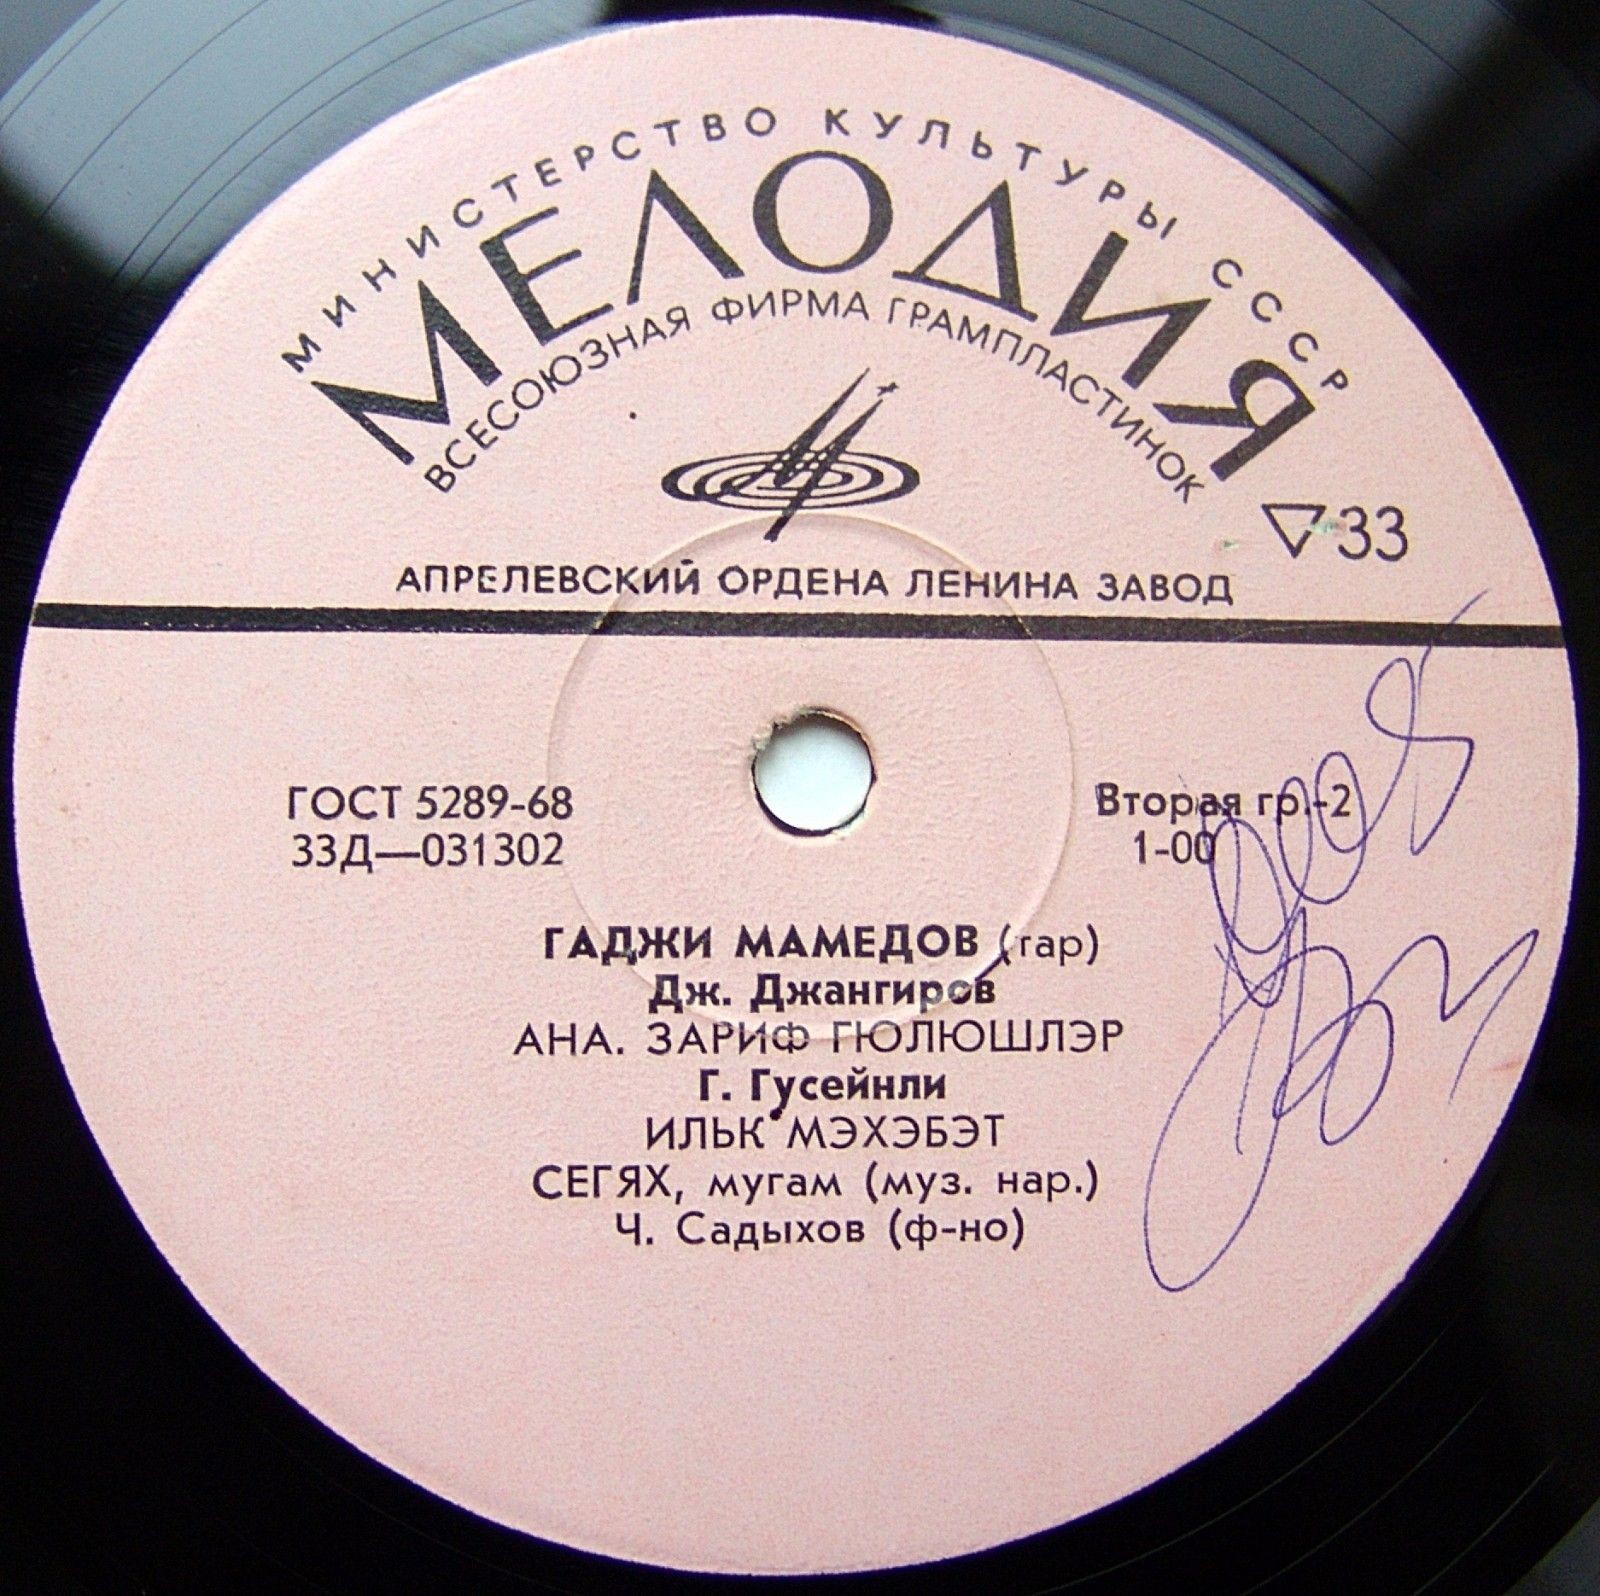 МИНИСТЕРСТВО КУЛЬТУРЫ СССР
МЕЛОДИЯ
ВСЕСОЮЗНАЯ ФИРМА ГРАМПЛАСТИНОК
33
АПРЕЛЕВСКИЙ ОРДЕНА ЛЕНИНА ЗАВОД
ГОСТ 5289-68
33Д—031302
Вторая гр.-2
1-00
ГАДЖИ МАМЕДОВ (тар)
Дж. Джангиров
АНА. ЗАРИФ ГЮЛЮШЛЭР
Г. Гусейнли
ИЛЬК МЭХЭБЭТ
СЕГЯХ, мугам (муз. нар.)
Ч. Садыхов (ф-но)